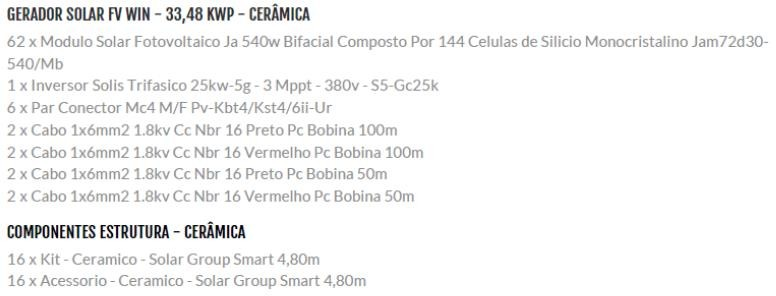 GERADOR SOLAR FV WIN - 33,48 KWP - CERÂMICA
62 x Modulo Solar Fotovoltaico Ja 540w Bifacial Composto Por 144 Celulas de Silicio Monocristalino Jam72d30-
540/Mb
1 x Inversor Solis Trifasico 25kw-5g - 3 Mppt - 380v - S5-Gc25k
6 x Par Conector Mc4 M/F Pv-Kbt4/Kst4/6ii-Ur
2 x Cabo 1x6mm2 1.8kv Cc Nbr 16 Preto Pc Bobina 100m
2 x Cabo 1x6mm2 1.8kv Cc Nbr 16 Vermelho Pc Bobina 100m
2 x Cabo 1x6mm2 1.8kv Cc Nbr 16 Preto Pc Bobina 50m
2 x Cabo 1x6mm2 1.8kv Cc Nbr 16 Vermelho Pc Bobina 50m
COMPONENTES ESTRUTURA - CERÂMICA
16 x Kit - Ceramico - Solar Group Smart 4,80m
16 x Acessorio - Ceramico - Solar Group Smart 4,80m